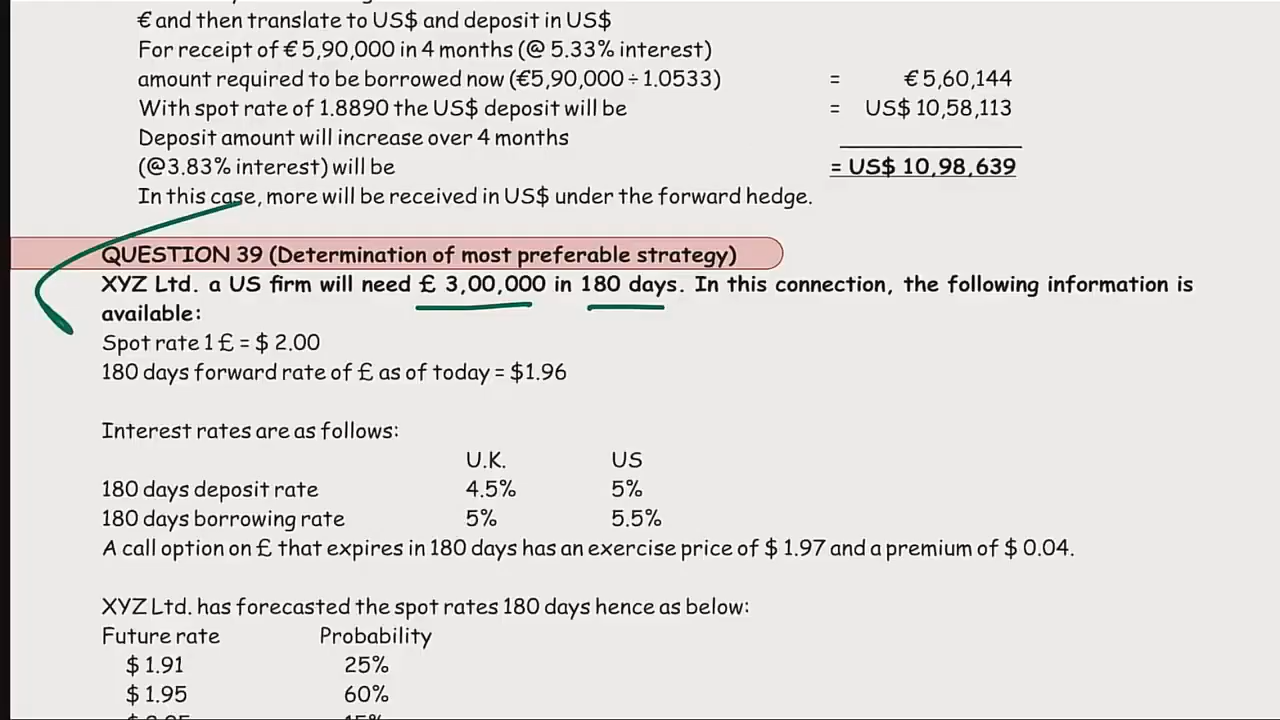 € and then translate to US$ and deposit in US$
For receipt of € 5,90,000 in 4 months (@ 5.33% interest)
amount required to be borrowed now (€5,90,000 ÷ 1.0533) = € 5,60,144
With spot rate of 1.8890 the US$ deposit will be = US$ 10,58,113
Deposit amount will increase over 4 months
(@3.83% interest) will be = US$ 10,98,639
In this case, more will be received in US$ under the forward hedge.
QUESTION 39 (Determination of most preferable strategy)
XYZ Ltd. a US firm will need £ 3,00,000 in 180 days. In this connection, the following information is
available:
Spot rate 1 £ = $ 2.00
180 days forward rate of £ as of today = $1.96
Interest rates are as follows:
U.K. US
180 days deposit rate 4.5% 5%
180 days borrowing rate 5% 5.5%
A call option on £ that expires in 180 days has an exercise price of $ 1.97 and a premium of $ 0.04.
XYZ Ltd. has forecasted the spot rates 180 days hence as below:
Future rate Probability
$ 1.91 25%
$ 1.95 60%